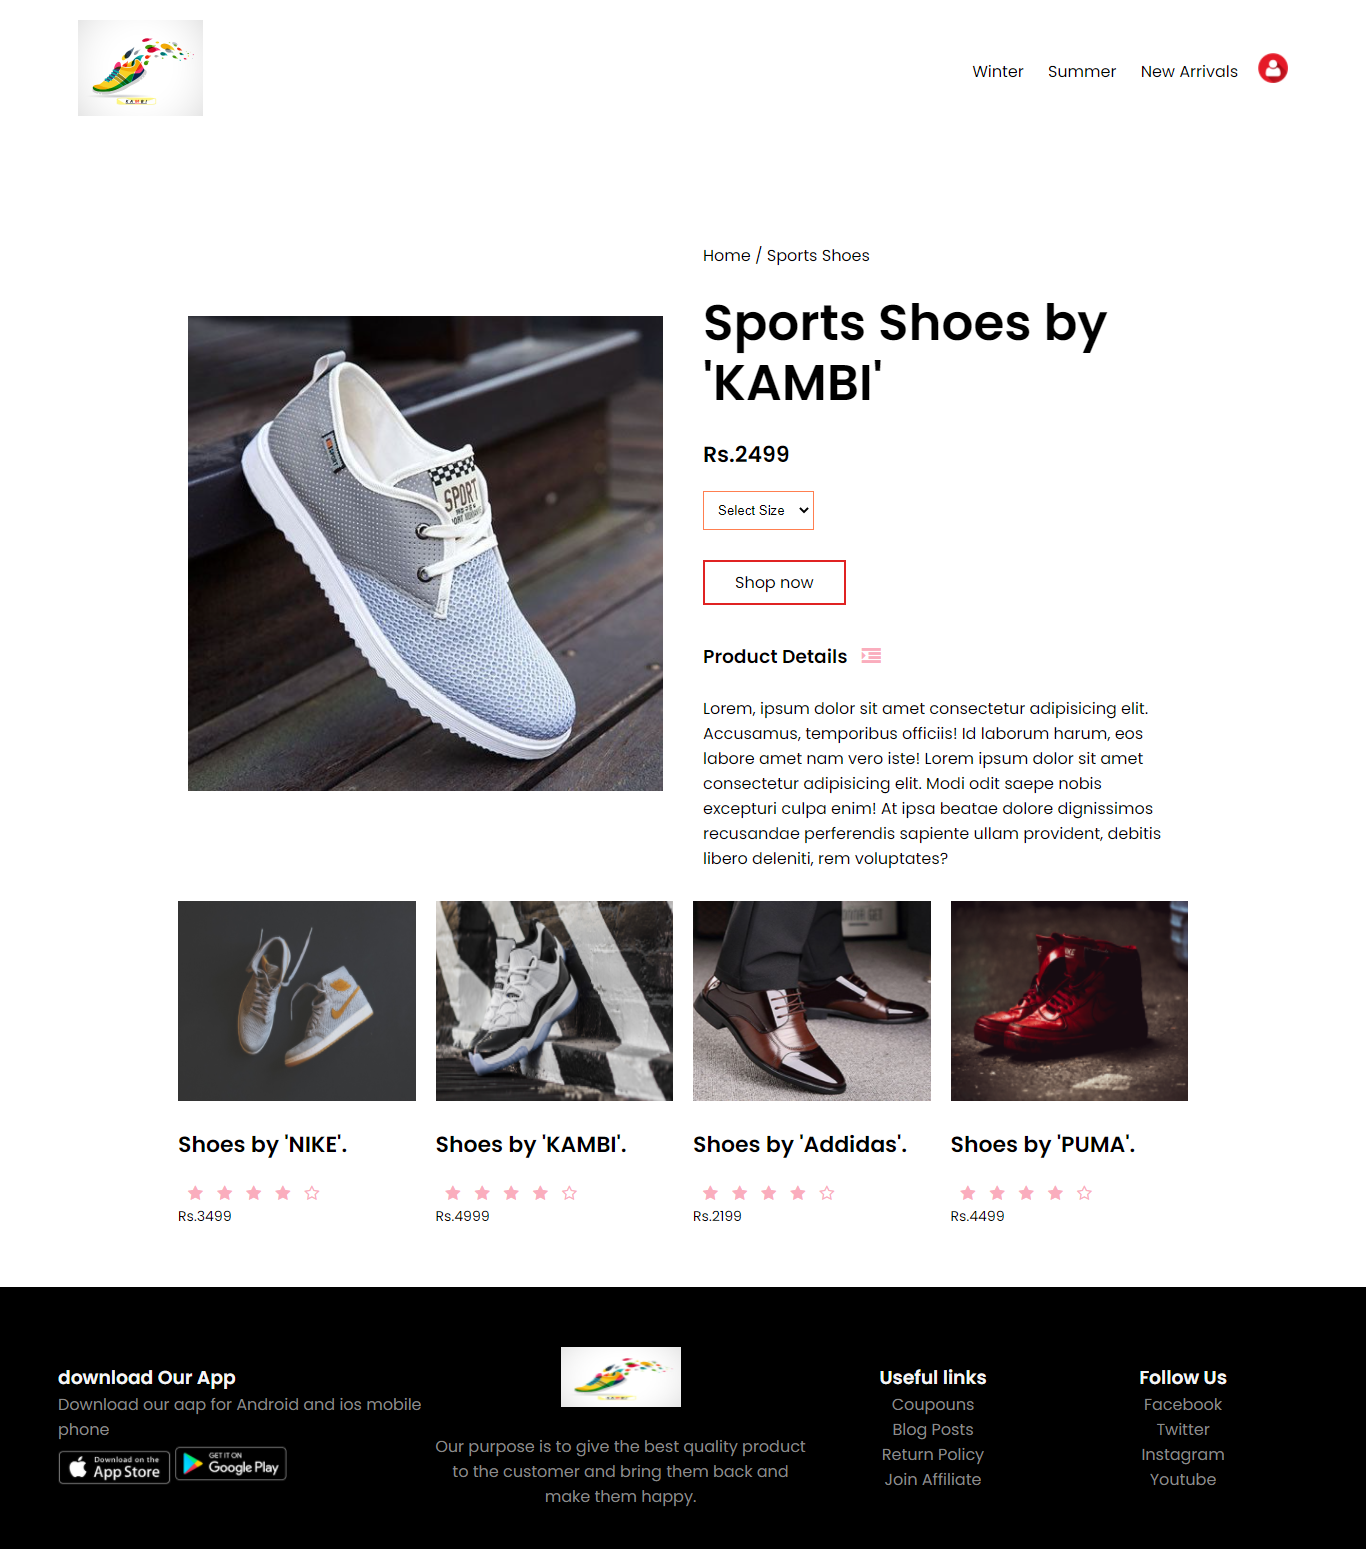 KAMBI
Winter
Summer
New Arrivals
Home / Sports Shoes
Sports Shoes by
'KAMBI'
Rs.2499
Select Size
Shop now
Product Details
Lorem, ipsum dolor sit amet consectetur adipisicing elit.
Accusamus, temporibus officiis! Id laborum harum, eos
labore amet nam vero iste! Lorem ipsum dolor sit amet
consectetur adipisicing elit. Modi odit saepe nobis
excepturi culpa enim! At ipsa beatae dolore dignissimos
recusandae perferendis sapiente ullam provident, debitis
libero deleniti, rem voluptates?
SPORT
Shoes by 'NIKE'.
Rs.3499
Shoes by 'KAMBI'.
Rs.4999
Shoes by 'Addidas'.
Rs.2199
Shoes by 'PUMA'.
Rs.4499
download Our App
Download our aap for Android and ios mobile
phone
Download on the
App Store
GET IT ON
Google Play
KAMBI
Our purpose is to give the best quality product
to the customer and bring them back and
make them happy.
Useful links
Coupouns
Blog Posts
Return Policy
Join Affiliate
Follow Us
Facebook
Twitter
Instagram
Youtube